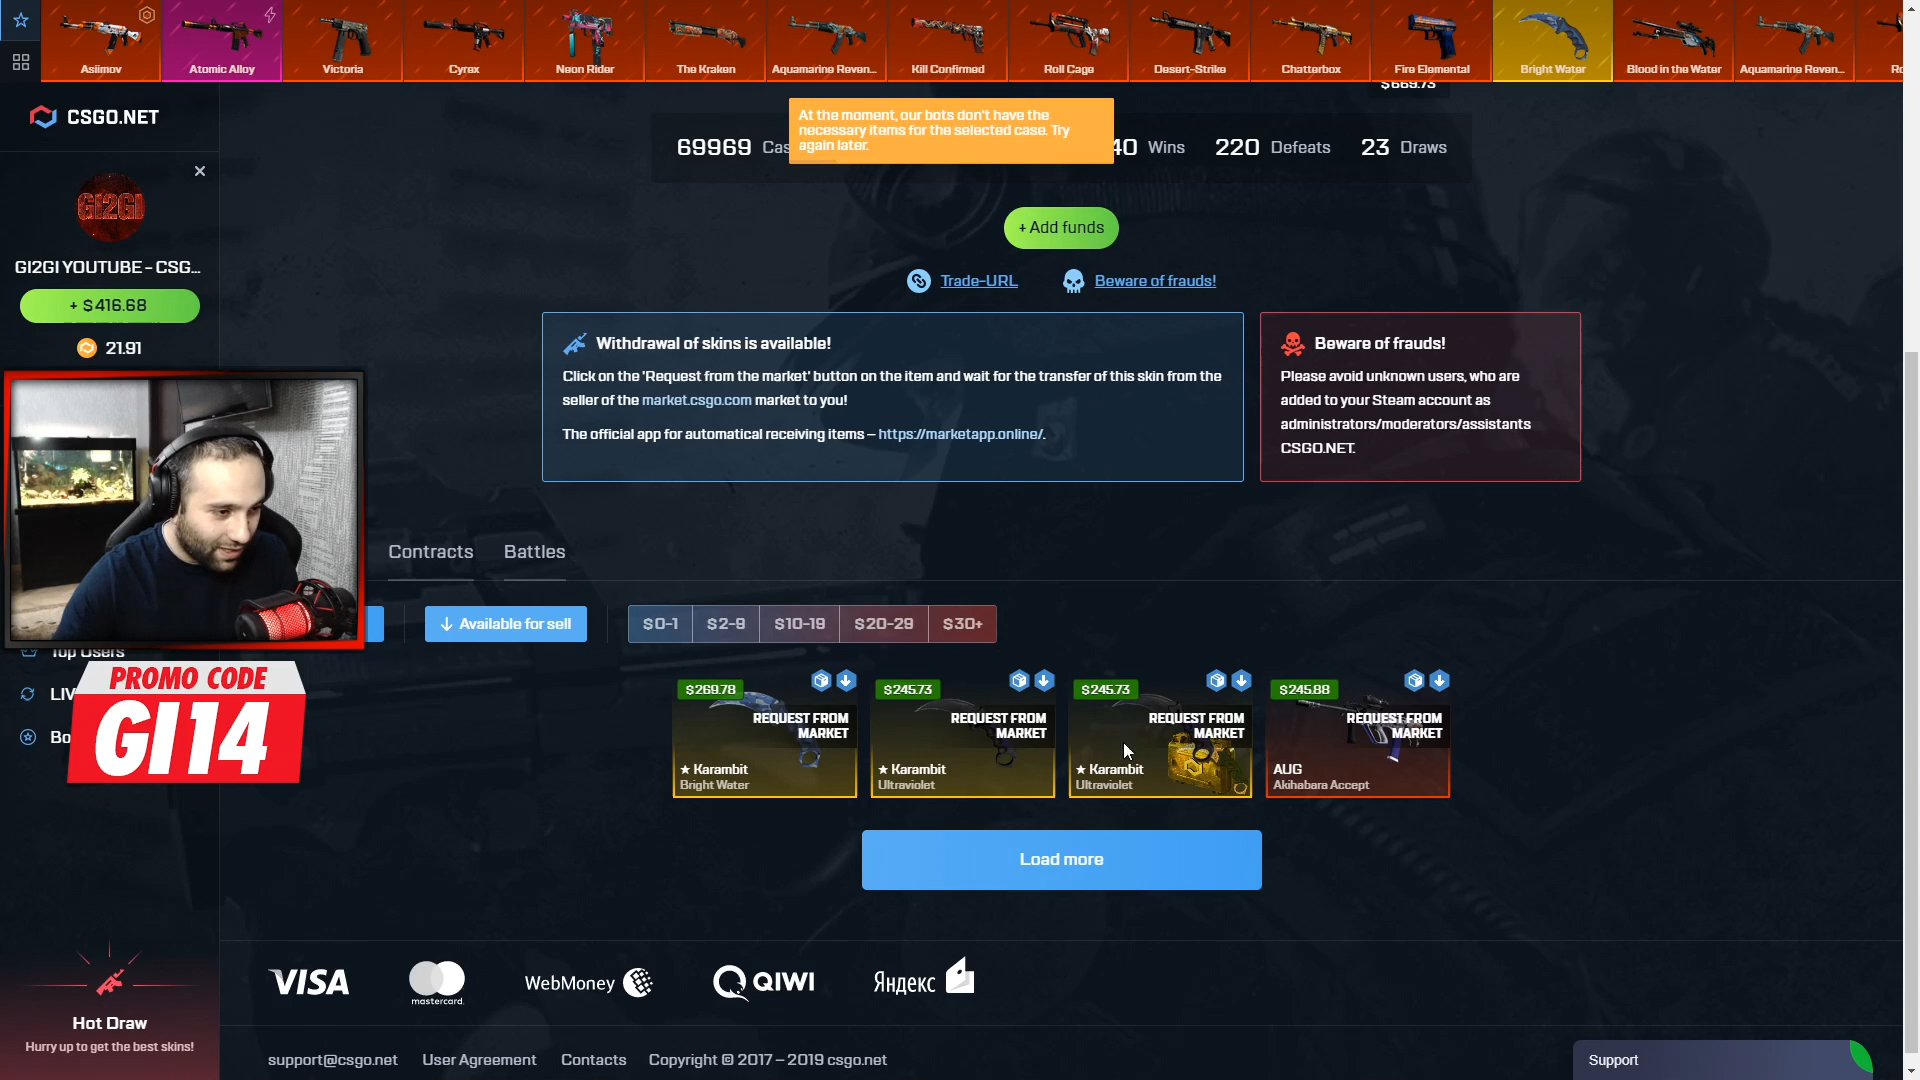 Asiimov
Atomic Alloy
Victoria
Cyrex
Neon Rider
The Kraken
Aquamarine Reven...
Kill Confirmed
Roll Cage
Desert-Strike
Chatterbox
Fire Elemental
Bright Water
Blood in the Water
Aquamarine Reven...
$669.73
CSGO.NET
At the moment, our bots don't have the
necessary items for the selected case. Try
again later.
69969 Cas
40 Wins
220 Defeats
23 Draws
GI2GI
GI2GI YOUTUBE - CSG...
+ $416.68
21.91
+ Add funds
Trade-URL
Beware of frauds!
Withdrawal of skins is available!
Click on the 'Request from the market' button on the item and wait for the transfer of this skin from the
seller of the market.csgo.com market to you!
The official app for automatical receiving items – https://marketapp.online/.
Beware of frauds!
Please avoid unknown users, who are
added to your Steam account as
administrators/moderators/assistants
CSGO.NET.
Contracts
Battles
Available for sell
$0-1
$2-9
$10-19
$20-29
$30+
Top Users
LIV
Bo
PROMO CODE
GI14
$269.78
REQUEST FROM
MARKET
★ Karambit
Bright Water
$245.73
REQUEST FROM
MARKET
★ Karambit
Ultraviolet
$245.73
REQUEST FROM
MARKET
★ Karambit
Ultraviolet
$245.88
REQUEST FROM
MARKET
AUG
Akihabara Accept
Load more
VISA
mastercard.
WebMoney
QIWI
Яндекс
Hot Draw
Hurry up to get the best skins!
support@csgo.net
User Agreement
Contacts
Copyright © 2017 – 2019 csgo.net
Support